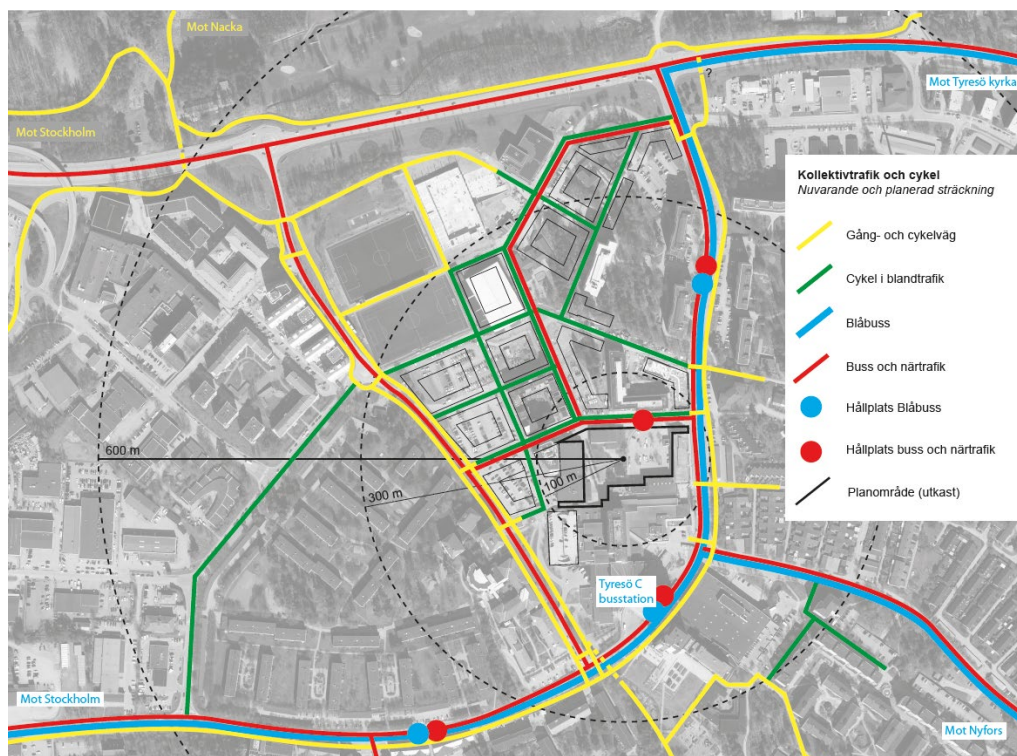 Mot Nacka
?
Mot Tyresö kyrka
Mot Stockholm
Kollektivtrafik och cykel
Nuvarande och planerad sträckning
Gång- och cykelväg
Cykel i blandtrafik
Blåbuss
Buss och närtrafik
Hållplats Blåbuss
Hållplats buss och närtrafik
Planområde (utkast)
600 m
300 m
100 m
Tyresö C
busstation
Mot Stockholm
Mot Nyfors